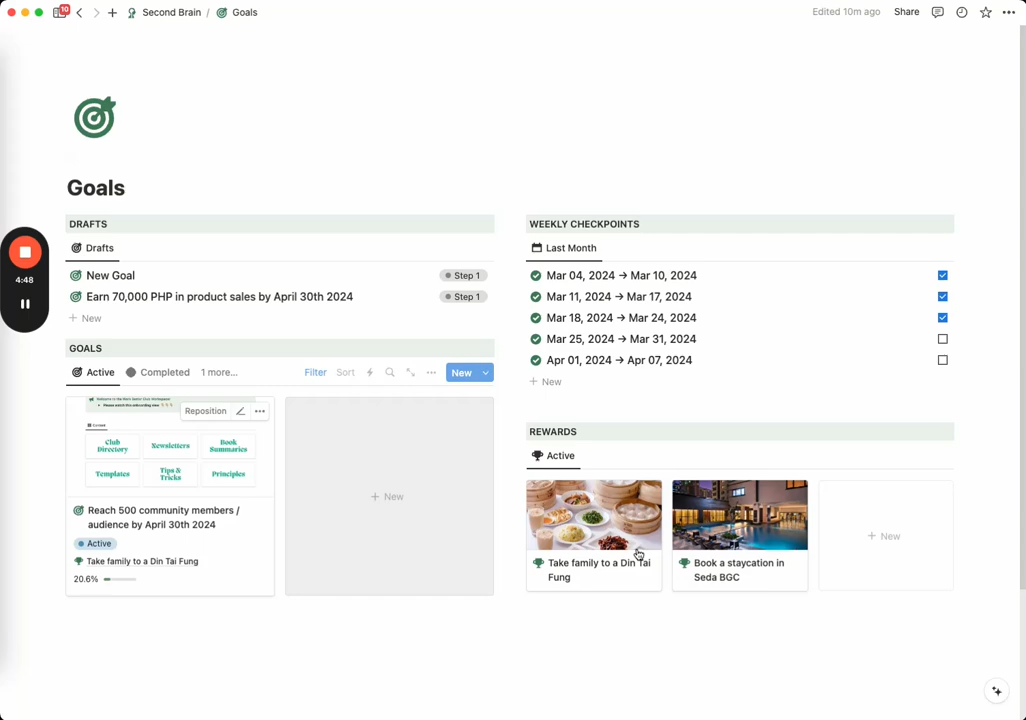 10
Second Brain / Goals
Edited 10m ago
Share
Goals
4:48
DRAFTS
Drafts
New Goal
Step 1
Earn 70,000 PHP in product sales by April 30th 2024
Step 1
+ New
GOALS
Active
Completed
1 more...
Filter
Sort
New
Reposition
Club
Directory
Newsletters
Book
Summaries
Templates
Tips &
Tricks
Principles
Reach 500 community members /
audience by April 30th 2024
Active
Take family to a Din Tai Fung
20.6%
+ New
WEEKLY CHECKPOINTS
Last Month
Mar 04, 2024 → Mar 10, 2024
Mar 11, 2024 → Mar 17, 2024
Mar 18, 2024 → Mar 24, 2024
Mar 25, 2024 → Mar 31, 2024
Apr 01, 2024 → Apr 07, 2024
+ New
REWARDS
Active
Take family to a Din Tai
Fung
Book a staycation in
Seda BGC
+ New